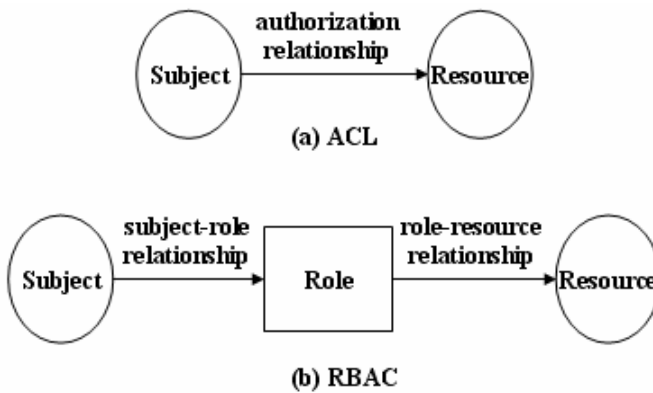 authorization
relationship
Subject
Resource
(a) ACL
subject-role
relationship
role-resource
relationship
Subject
Role
Resource
(b) RBAC